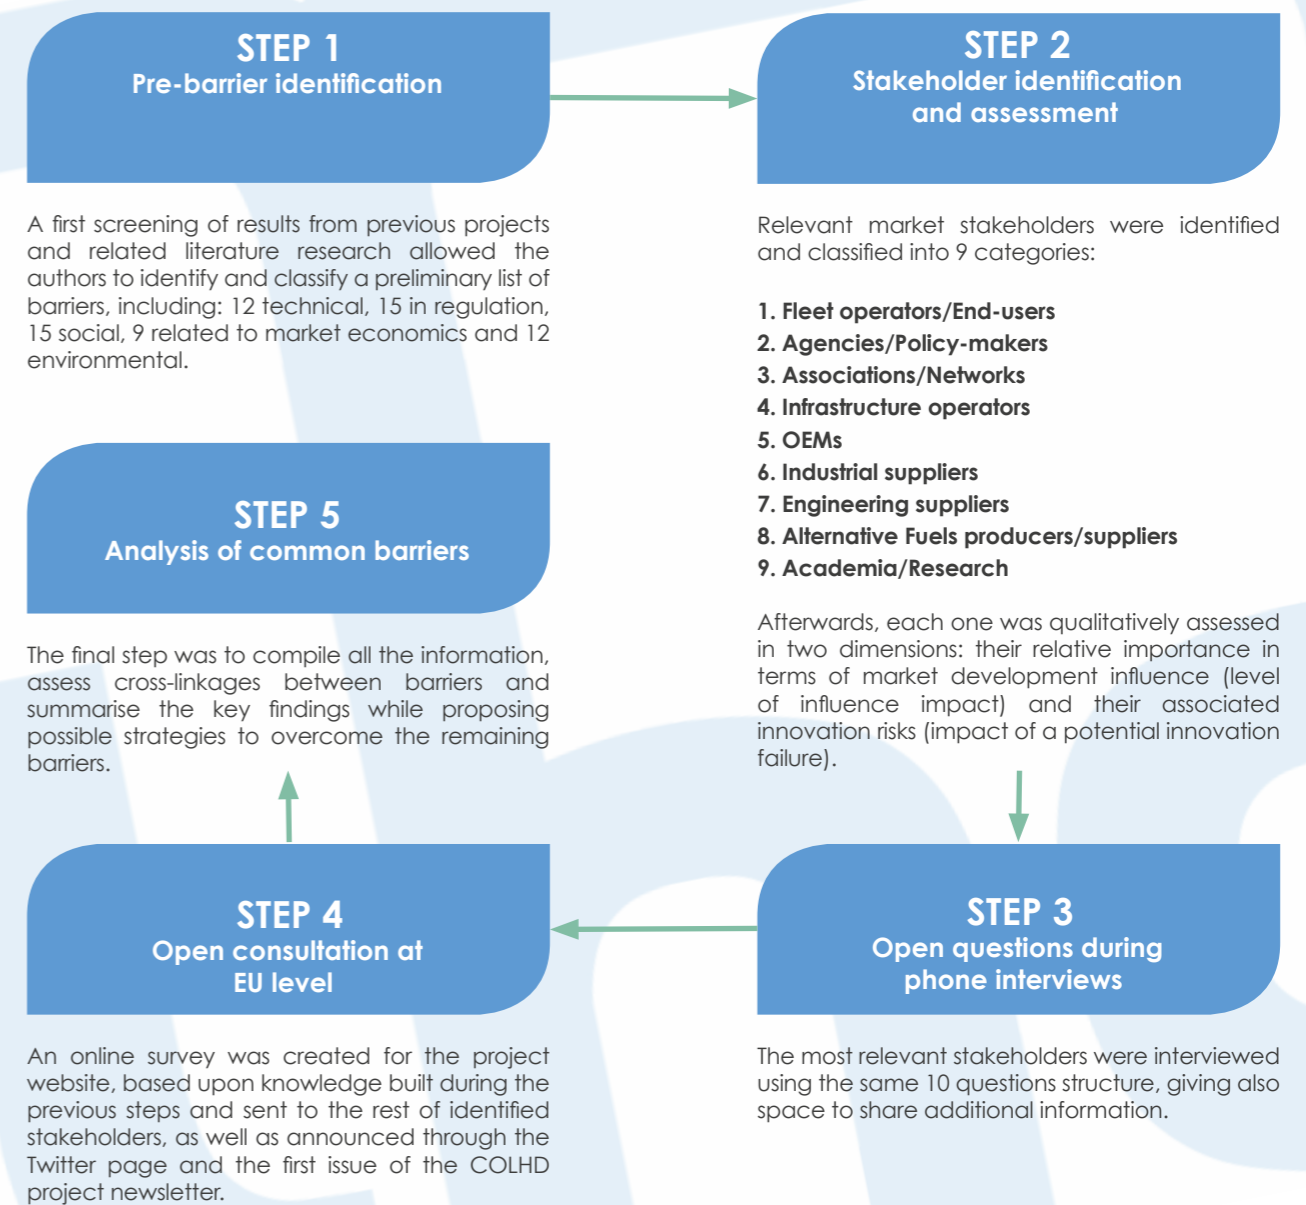 STEP 1
Pre-barrier identification
A first screening of results from previous projects
and related literature research allowed the
authors to identify and classify a preliminary list of
barriers, including: 12 technical, 15 in regulation,
15 social, 9 related to market economics and 12
environmental.
STEP 2
Stakeholder identification
and assessment
Relevant market stakeholders were identified
and classified into 9 categories:
1. Fleet operators/End-users
2. Agencies/Policy-makers
3. Associations/Networks
4. Infrastructure operators
5. OEMs
6. Industrial suppliers
7. Engineering suppliers
8. Alternative Fuels producers/suppliers
9. Academia/Research
Afterwards, each one was qualitatively assessed
in two dimensions: their relative importance in
terms of market development influence (level
of influence impact) and their associated
innovation risks (impact of a potential innovation
failure).
STEP 3
Open questions during
phone interviews
The most relevant stakeholders were interviewed
using the same 10 questions structure, giving also
space to share additional information.
STEP 4
Open consultation at
EU level
An online survey was created for the project
website, based upon knowledge built during the
previous steps and sent to the rest of identified
stakeholders, as well as announced through the
Twitter page and the first issue of the COLHD
project newsletter.
STEP 5
Analysis of common barriers
The final step was to compile all the information,
assess cross-linkages between barriers and
summarise the key findings while proposing
possible strategies to overcome the remaining
barriers.